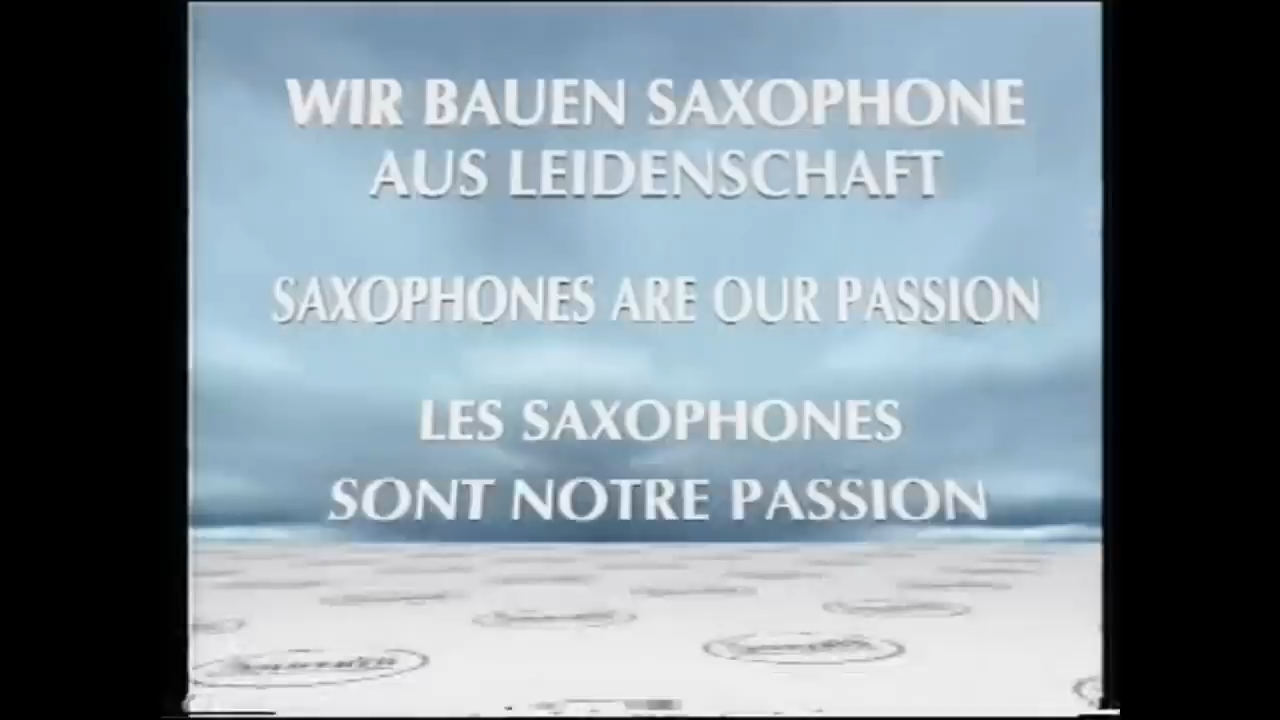 WIR BAUEN SAXOPHONE
AUS LEIDENSCHAFT
SAXOPHONES ARE OUR PASSION
LES SAXOPHONES
SONT NOTRE PASSION